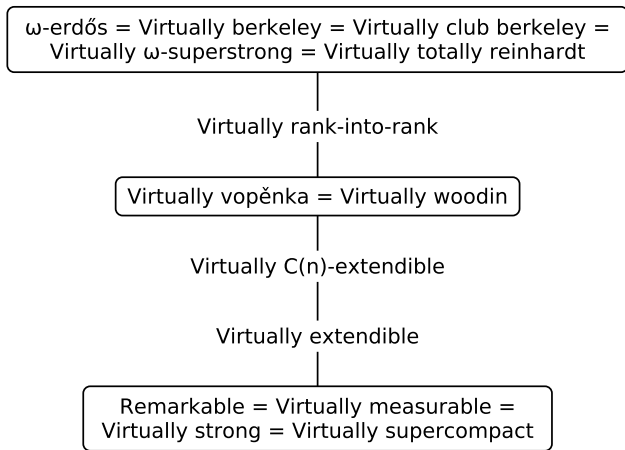 ω-erdős = Virtually berkeley = Virtually club berkeley =
Virtually ω-superstrong = Virtually totally reinhardt
Virtually rank-into-rank
Virtually vopěnka = Virtually woodin
Virtually C(n)-extendible
Virtually extendible
Remarkable = Virtually measurable =
Virtually strong = Virtually supercompact